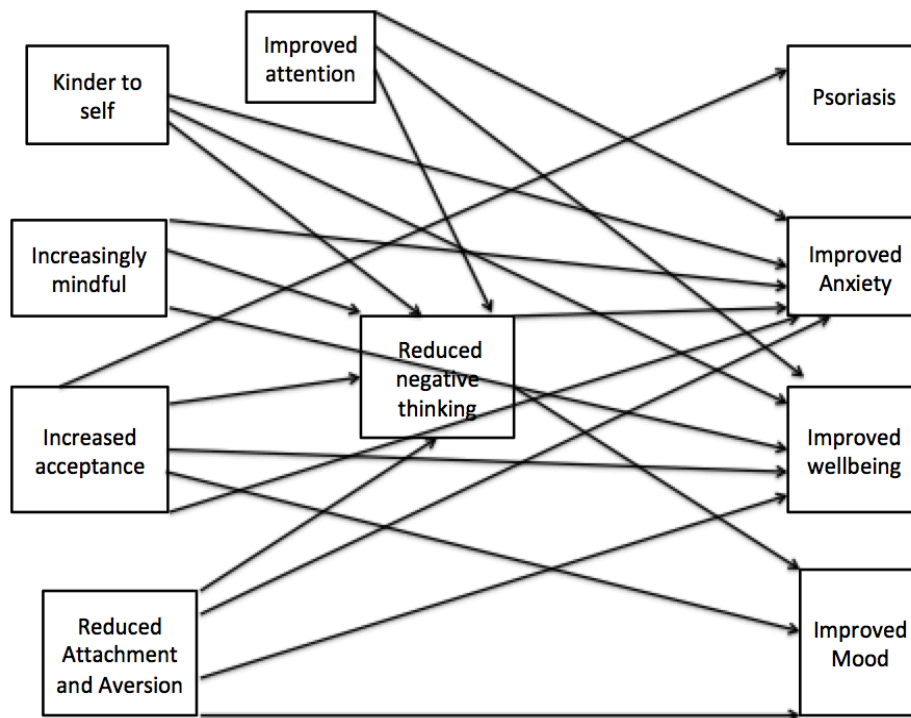 Improved
attention
Kinder to
self
Psoriasis
Increasingly
mindful
Improved
Anxiety
Reduced
negative
thinking
Increased
acceptance
Improved
wellbeing
Reduced
Attachment
and Aversion
Improved
Mood